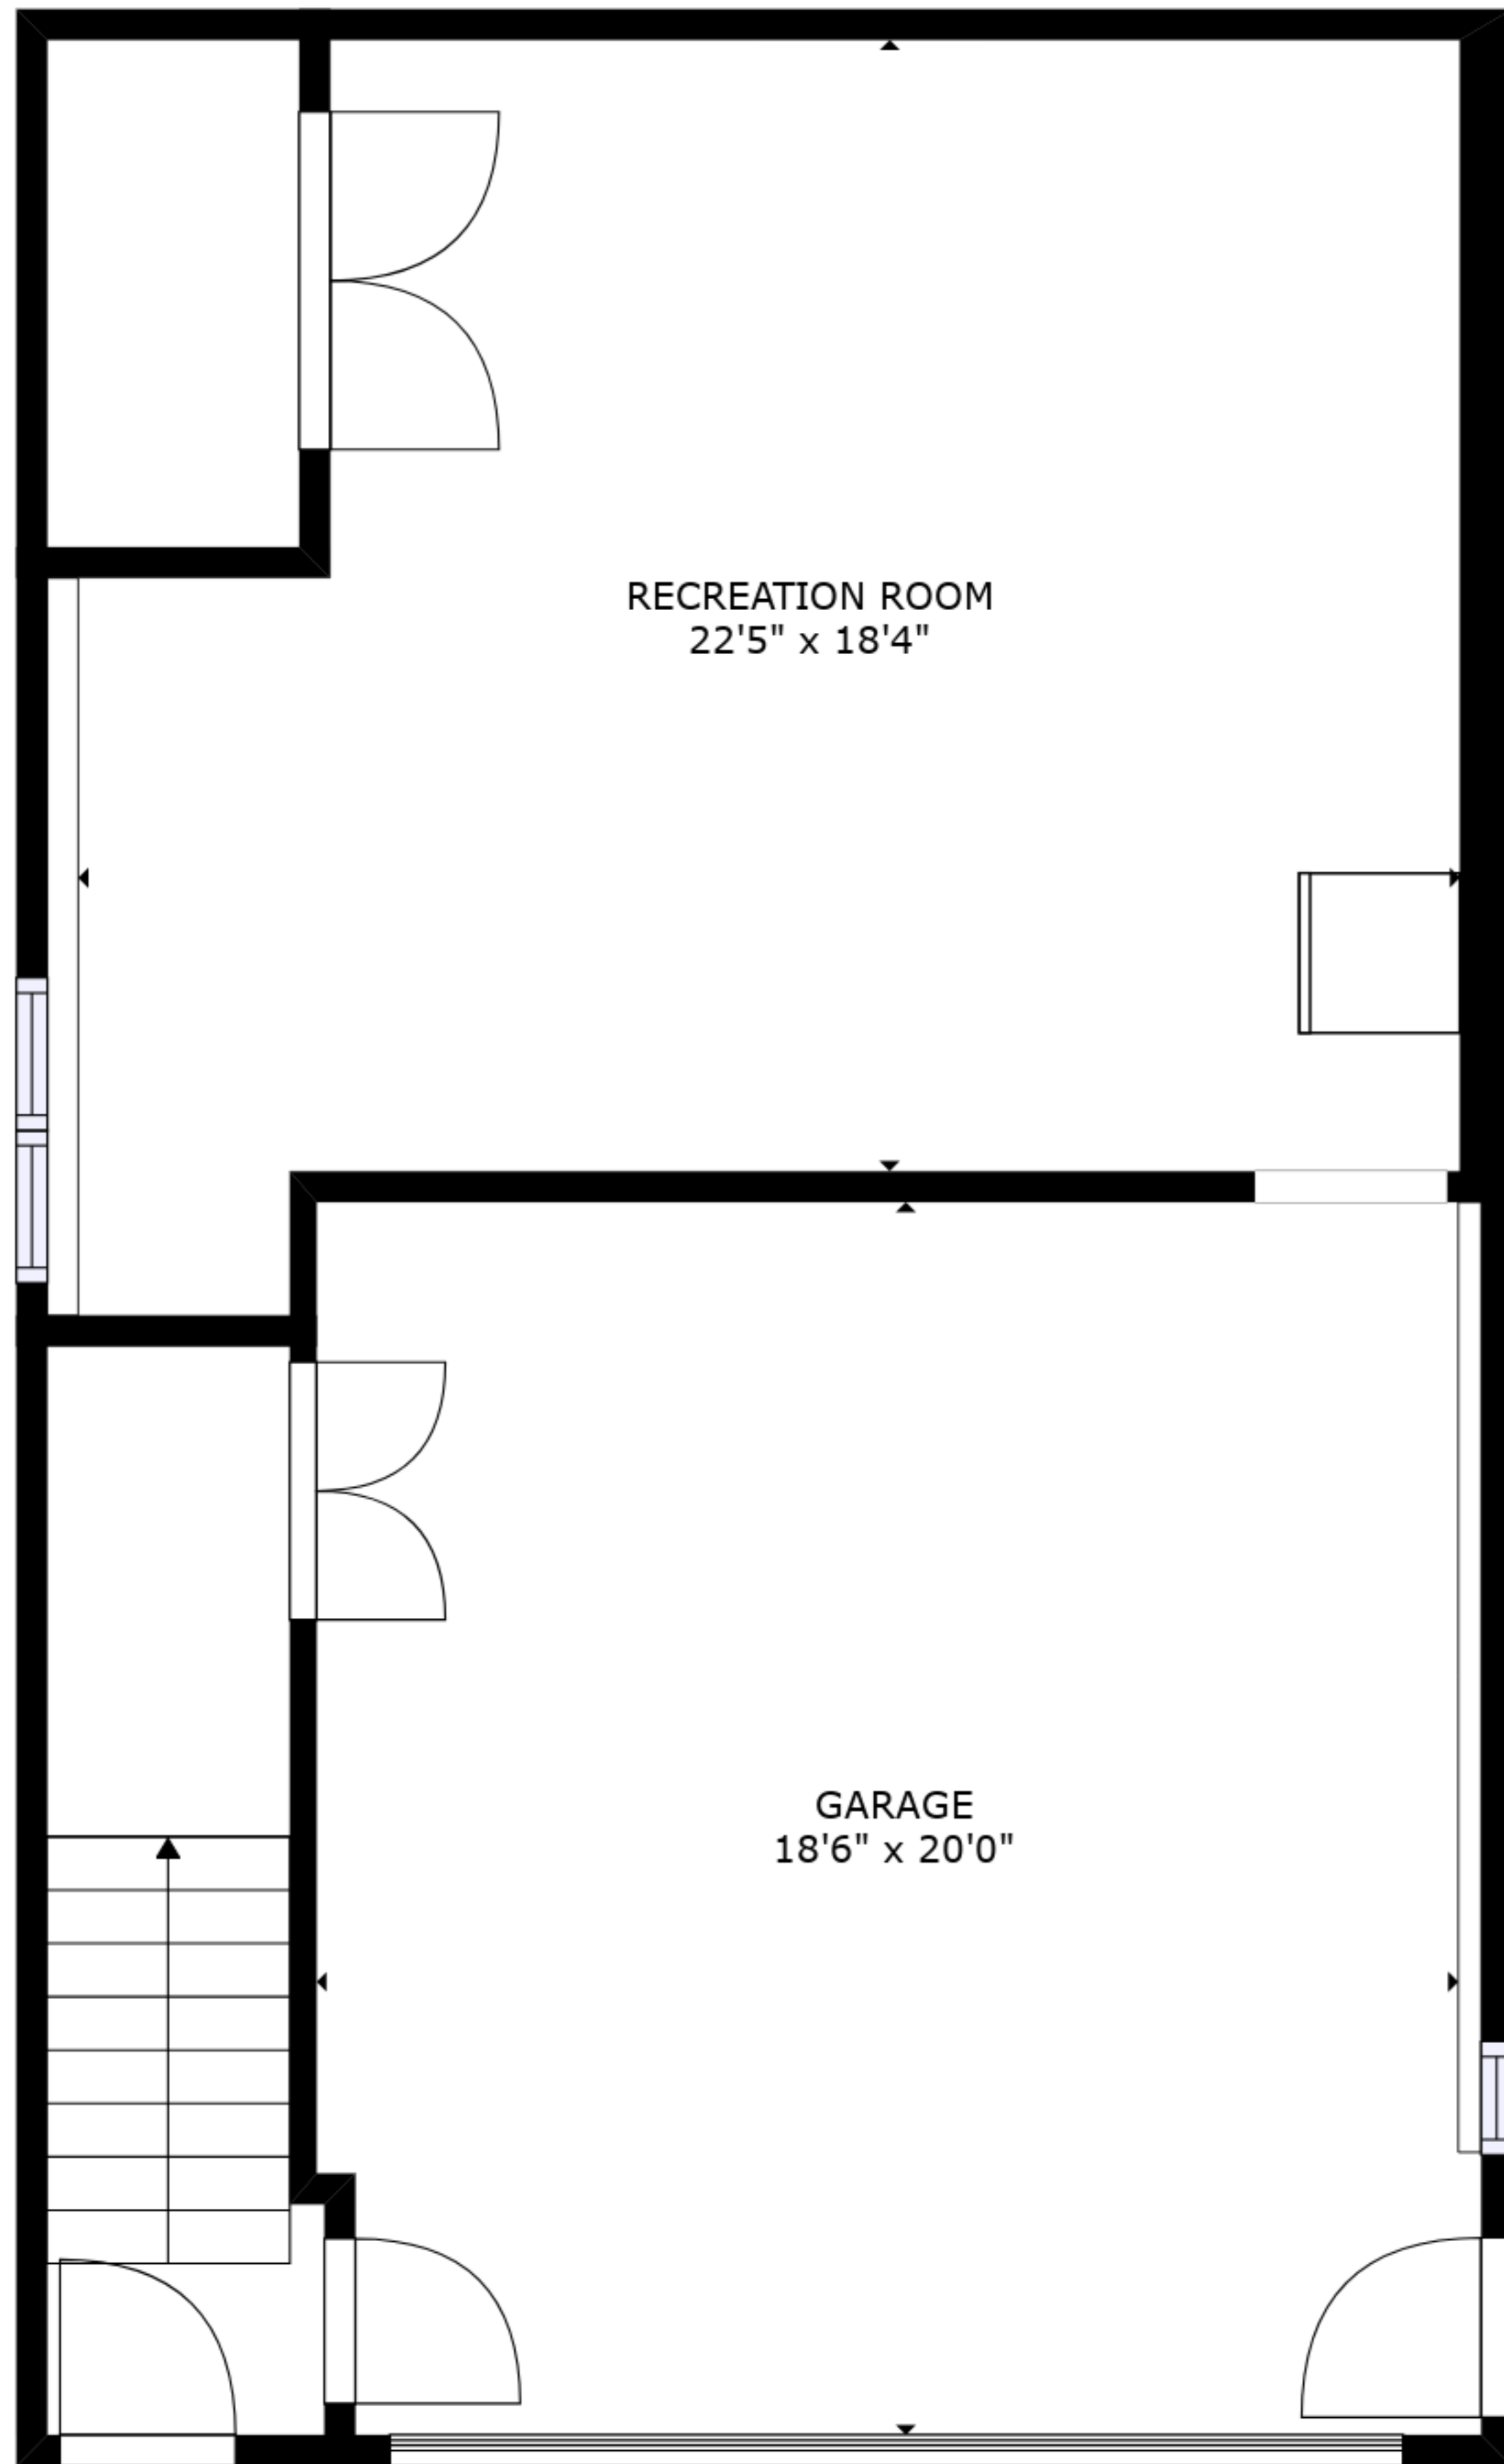 RECREATION ROOM
22'5" x 18'4"
GARAGE
18'6" x 20'0"